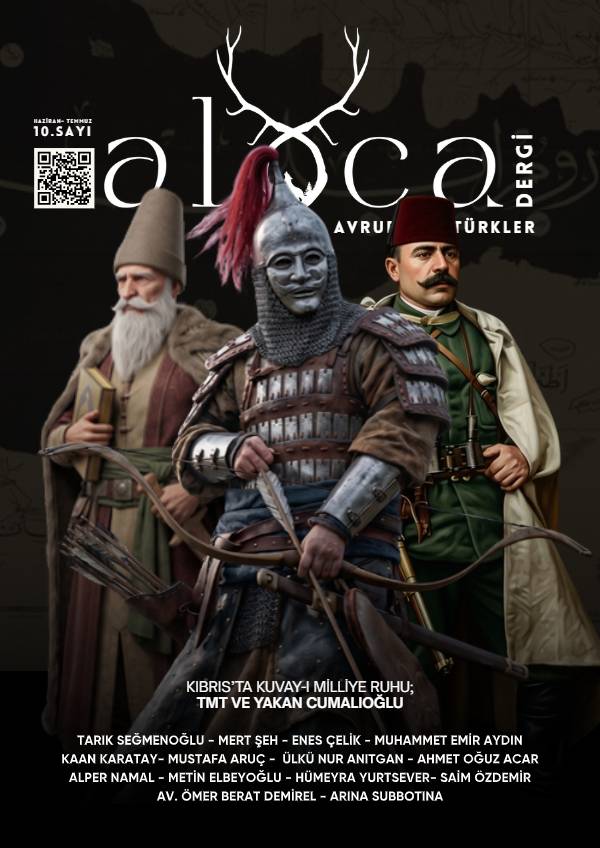 HAZİRAN- TEMMUZ
10.SAYI
alaca
DERGİ
TÜRKLER
KIBRIS'TA KUVAY-I MİLLİYE RUHU;
TMT VE YAKAN CUMALIOĞLU
TARIK SEĞMENOĞLU - MERT ŞEH - ENES ÇELİK - MUHAMMET EMİR AYDIN
KAAN KARATAY- MUSTAFA ARUÇ - ÜLKÜ NUR ANITGAN - AHMET OĞUZ ACAR
ALPER NAMAL - METİN ELBEYOĞLU - HÜMEYRA YURTSEVER- SAİM ÖZDEMİR
AV. ÖMER BERAT DEMİREL - ARINA SUBBOTINA